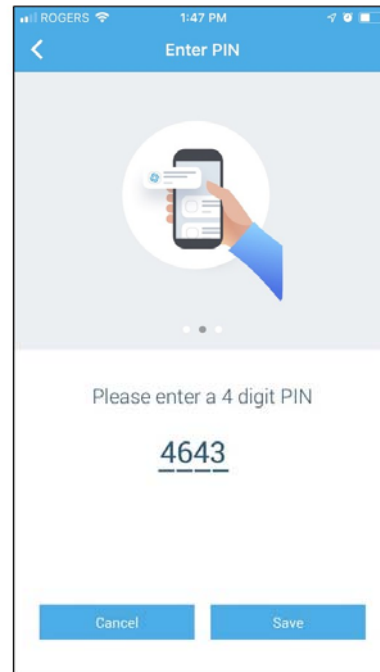 ROGERS 1:47 PM
Enter PIN
Please enter a 4 digit PIN
4643
Cancel Save